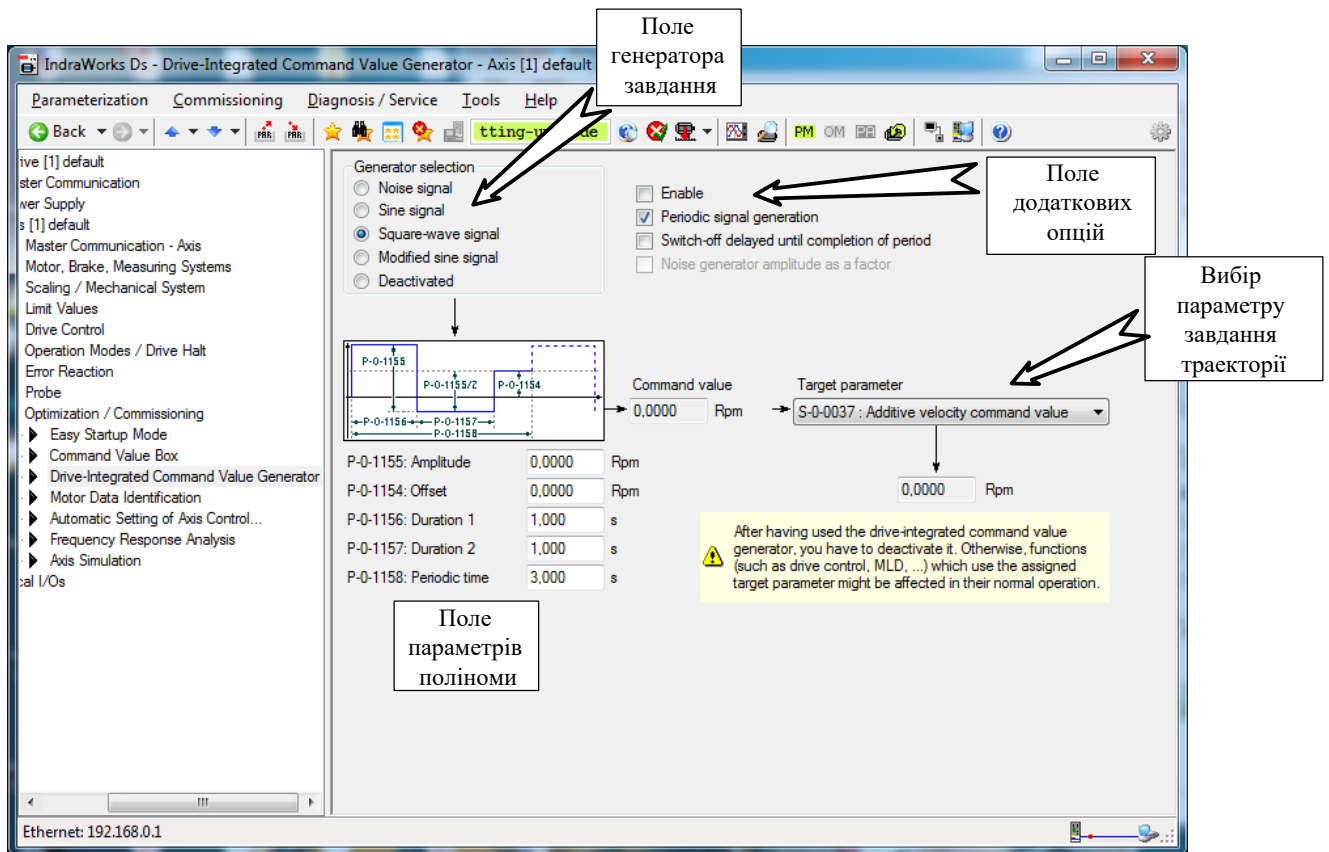 Поле
генератора
завдання
IndraWorks Ds - Drive-Integrated Command Value Generator - Axis [1] default
Parameterization Commissioning Diagnosis / Service Tools Help
Back
PM OM
ive [1] default
ster Communication
wer Supply
s [1] default
Master Communication - Axis
Motor, Brake, Measuring Systems
Scaling / Mechanical System
Limit Values
Drive Control
Operation Modes / Drive Halt
Error Reaction
Probe
Optimization / Commissioning
Easy Startup Mode
Command Value Box
Drive-Integrated Command Value Generator
Motor Data Identification
Automatic Setting of Axis Control...
Frequency Response Analysis
Axis Simulation
cal I/Os
Generator selection
Noise signal
Sine signal
Square-wave signal
Modified sine signal
Deactivated
Enable
Periodic signal generation
Switch-off delayed until completion of period
Noise generator amplitude as a factor
Поле
додаткових
опцій
Вибір
параметру
завдання
траекторії
P-0-1155
P-0-1155/2 P-0-1154
P-0-1156 P-0-1157
P-0-1158
Command value
0,0000 Rpm
Target parameter
S-0-0037 : Additive velocity command value
0,0000 Rpm
P-0-1155: Amplitude 0,0000 Rpm
P-0-1154: Offset 0,0000 Rpm
P-0-1156: Duration 1 1,000 s
P-0-1157: Duration 2 1,000 s
P-0-1158: Periodic time 3,000 s
After having used the drive-integrated command value
generator, you have to deactivate it. Otherwise, functions
(such as drive control, MLD, ...) which use the assigned
target parameter might be affected in their normal operation.
Поле
параметрів
поліноми
Ethernet: 192.168.0.1